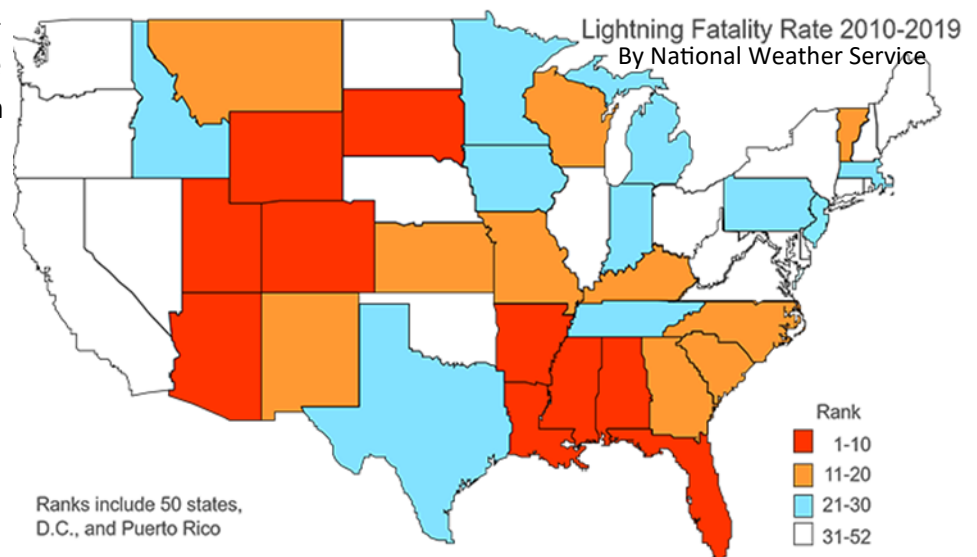 Lightning Fatality Rate 2010-2019
By National Weather Service
Rank
1-10
11-20
21-30
31-52
Ranks include 50 states,
D.C., and Puerto Rico